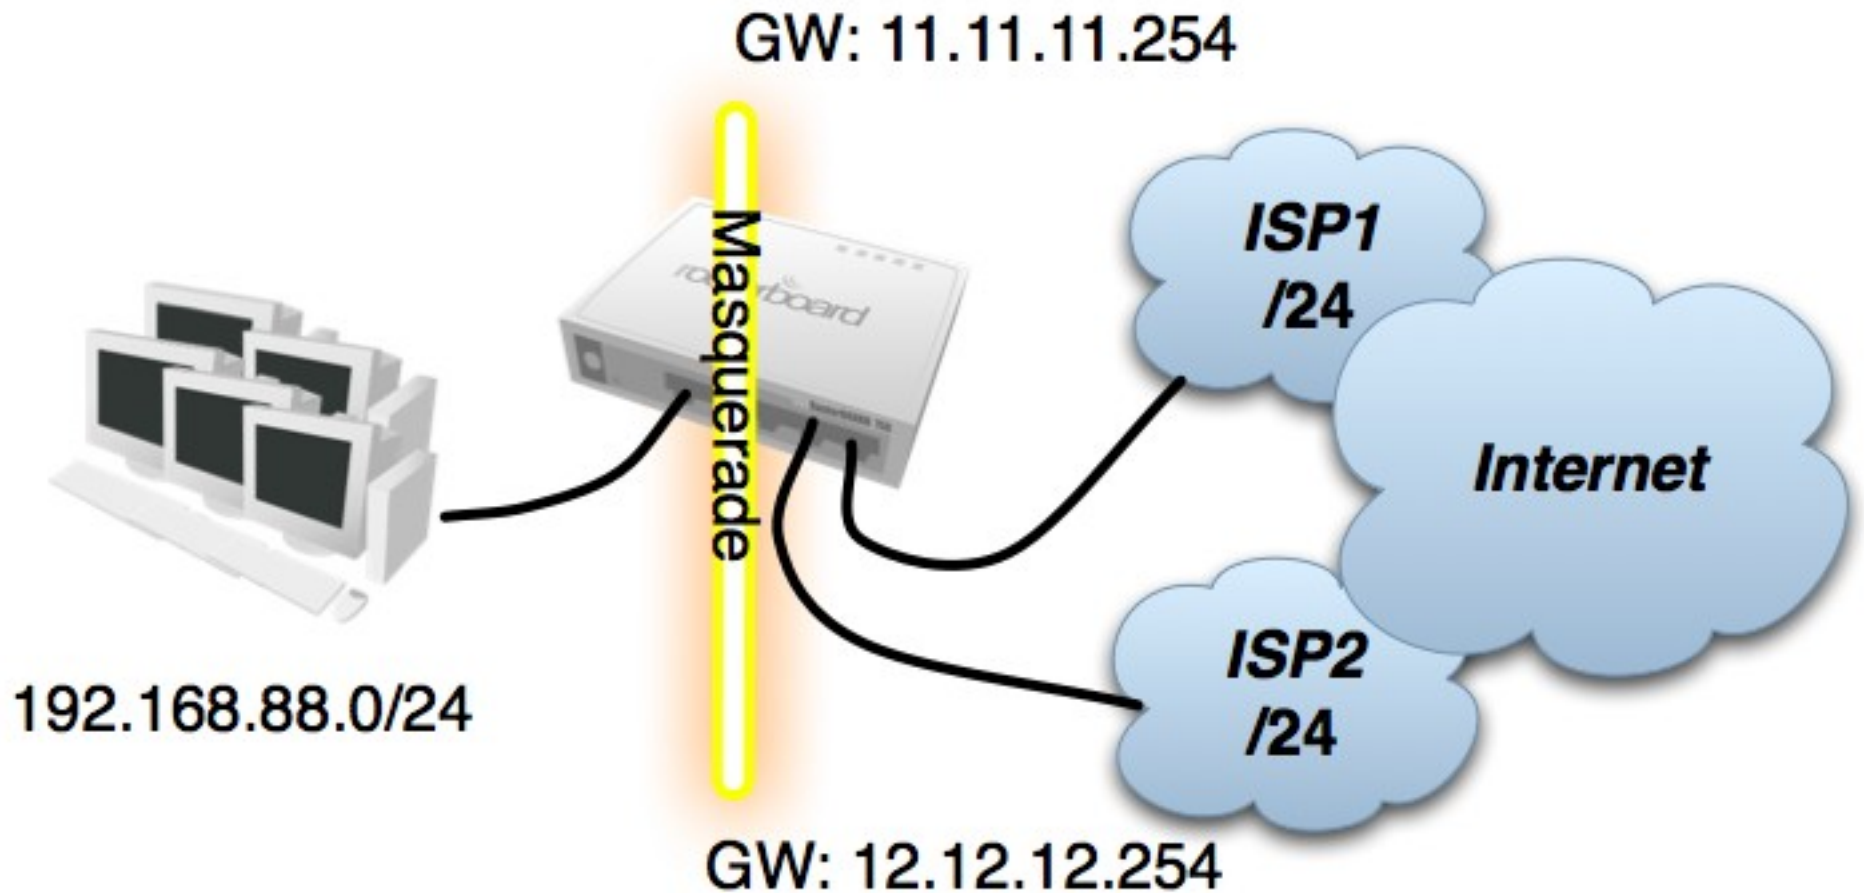 GW: 11.11.11.254
ISP1
/24
Masquerade
Internet
ISP2
/24
192.168.88.0/24
GW: 12.12.12.254